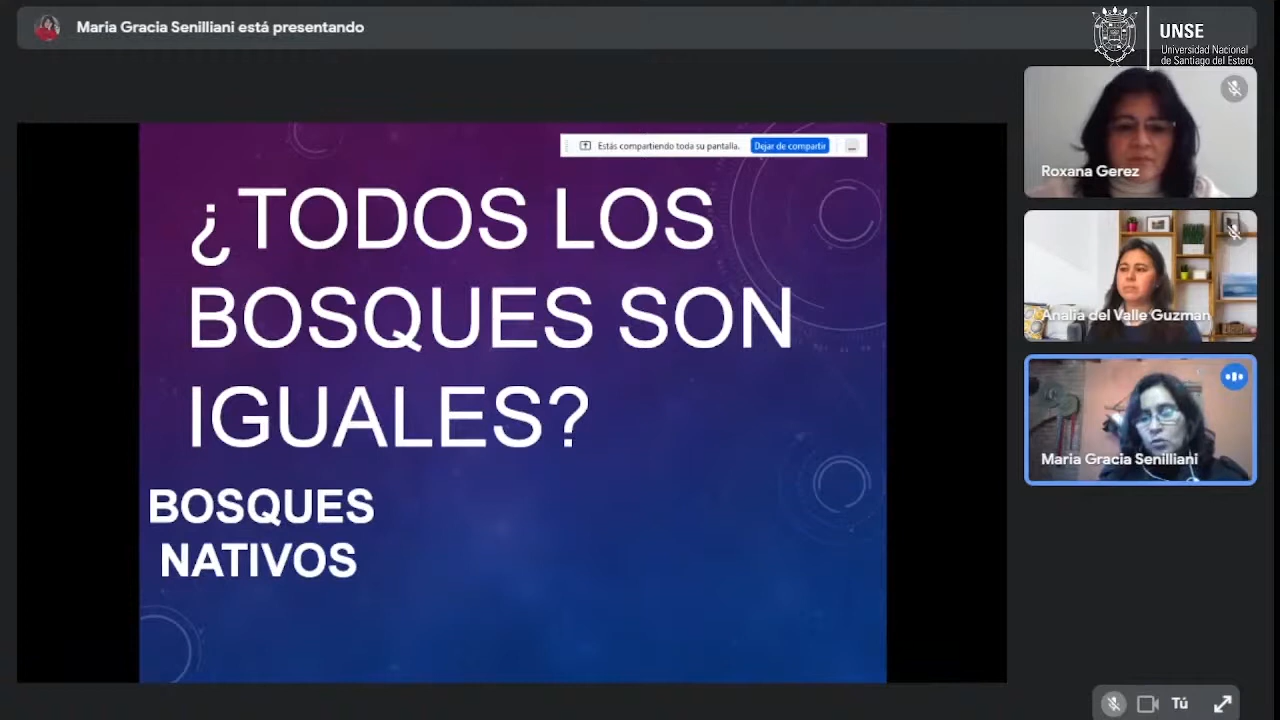 Maria Gracia Senilliani está presentando
UNSE
Universidad Nacional
de Santiago del Estero
Estás compartiendo toda su pantalla.
Dejar de compartir
...
¿TODOS LOS
BOSQUES SON
IGUALES?
BOSQUES
NATIVOS
Roxana Gerez
Analía del Valle Guzman
Maria Gracia Senilliani
Tú